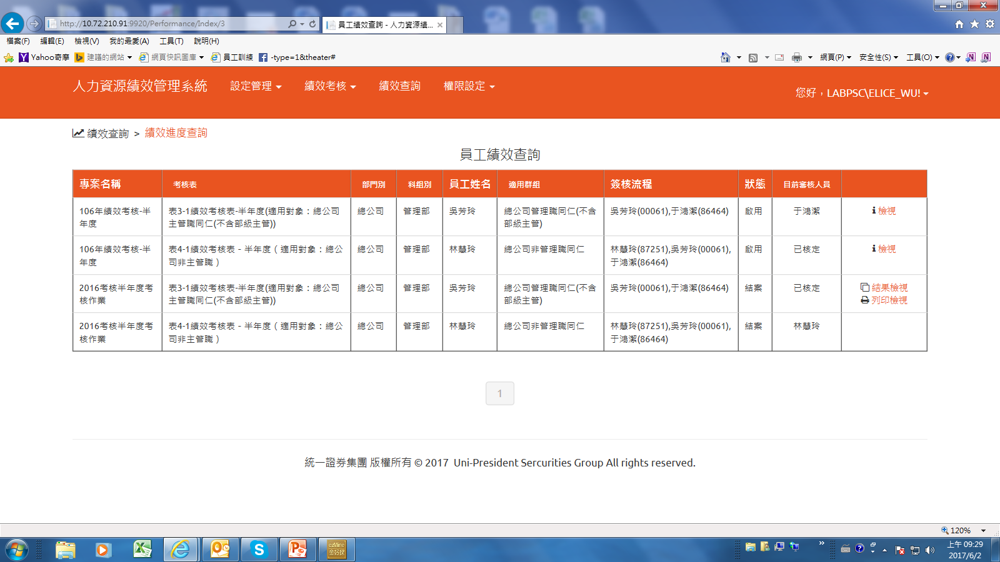 http://10.72.210.91:9920/Performance/Index/3
員工績效查詢 - 人力資源績...
檔案(F) 編輯(E) 檢視(V) 我的最愛(A) 工具(T) 說明(H)
Yahoo奇摩 建議的網站 網頁快訊圖庫 員工訓練 -type=1&theater#
網頁(P) 安全性(S) 工具(O)
人力資源績效管理系統 設定管理 績效考核 績效查詢 權限設定
您好，LABPSC\ELICE_WU!
績效查詢 > 績效進度查詢
員工績效查詢
專案名稱 考核表 部門別 科組別 員工姓名 適用群組 簽核流程 狀態 目前審核人員
106年績效考核-半 表3-1績效考核表-半年度(適用對象：總公司 總公司 管理部 吳芳玲 總公司管理職同仁(不含 吳芳玲(00061),于鴻潔(86464) 啟用 于鴻潔 檢視
年度 主管職同仁(不含部級主管)) 部級主管)
106年績效考核-半 表4-1績效考核表－半年度（適用對象：總公 總公司 管理部 林慧玲 總公司非管理職同仁 林慧玲(87251),吳芳玲(00061), 啟用 已核定 檢視
年度 司非主管職） 于鴻潔(86464)
2016考核半年度考 表3-1績效考核表-半年度(適用對象：總公司 總公司 管理部 吳芳玲 總公司管理職同仁(不含 吳芳玲(00061),于鴻潔(86464) 結案 已核定 結果檢視
核作業 主管職同仁(不含部級主管)) 部級主管) 列印檢視
2016考核半年度考 表4-1績效考核表－半年度（適用對象：總公 總公司 管理部 林慧玲 總公司非管理職同仁 林慧玲(87251),吳芳玲(00061), 結案 林慧玲
核作業 司非主管職） 于鴻潔(86464)
1
統一證券集團 版權所有 © 2017 Uni-President Sercurities Group All rights reserved.
120%
ezMine
金好探
上午 09:29
2017/6/2